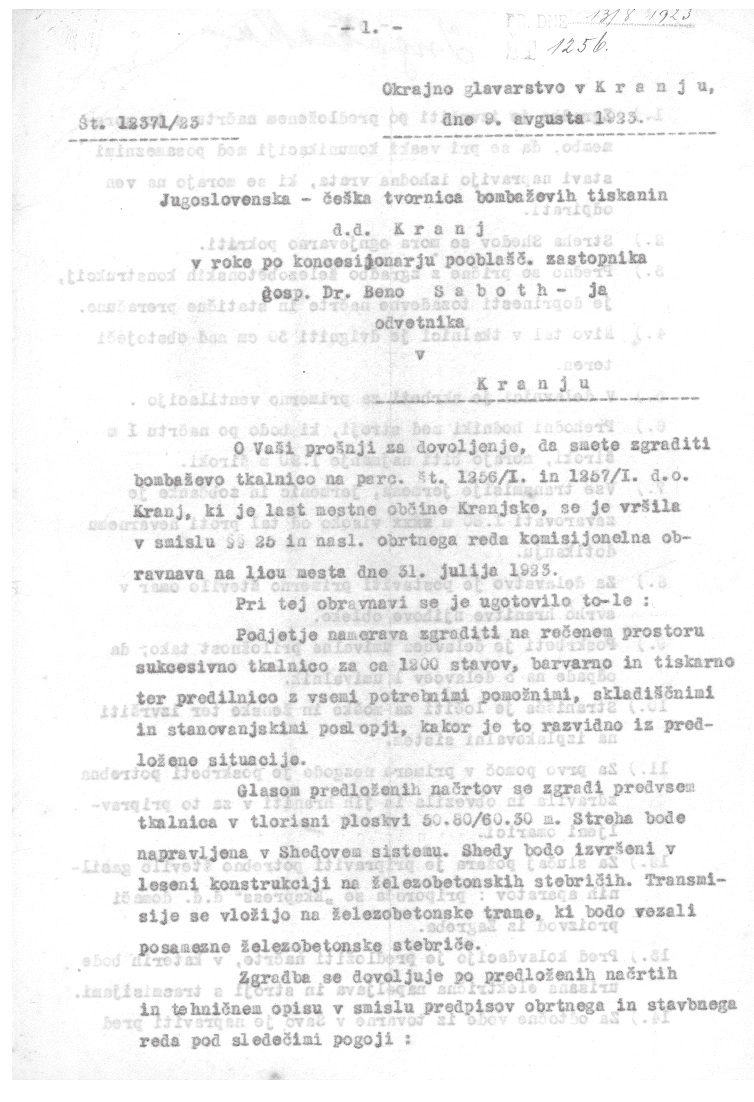 - 1. -
DNE 13/8 1923
1256.
Okrajno glavarstvo v K r a n j u,
Št. 12371/23 dne 9. avgusta 1923.
Jugoslovenska - češka tvornica bombaževih tiskanin
d.d. K r a n j
v roke po koncesijonarju pooblašč. zastopnika
gosp. Dr. Beno S a b o t h - ja
odvetnika
v
K r a n j u
O Vaši prošnji za dovoljenje, da smete zgraditi
bombaževo tkalnico na parc. št. 1256/I. in 1257/I. d.o.
Kranj, ki je last mestne občine Kranjske, se je vršila
v smislu §§ 25 in nasl. obrtnega reda komisijonelna ob-
ravnava na licu mesta dne 31. julija 1923.
Pri tej obravnavi se je ugotovilo to-le :
Podjetje namerava zgraditi na rečenem prostoru
sukcesivno tkalnico za ca 1200 stavov, barvarno in tiskarno
ter predilnico z vsemi potrebnimi pomožnimi, skladiščnimi
in stanovanjskimi poslopji, kakor je to razvidno iz pred-
ložene situacije.
Glasom predloženih načrtov se zgradi predvsem
tkalnica v tlorisni ploskvi 50.80/60.30 m. Streha bode
napravljena v Shedovem sistemu. Shedy bodo izvršeni v
leseni konstrukciji na železobetonskih stebričih. Transmi-
sije se vložijo na železobetonske trame, ki bodo vezali
posamezne železobetonske stebriče.
Zgradba se dovoljuje po predloženih načrtih
in tehničnem opisu v smislu predpisov obrtnega in stavbnega
reda pod sledečimi pogoji :